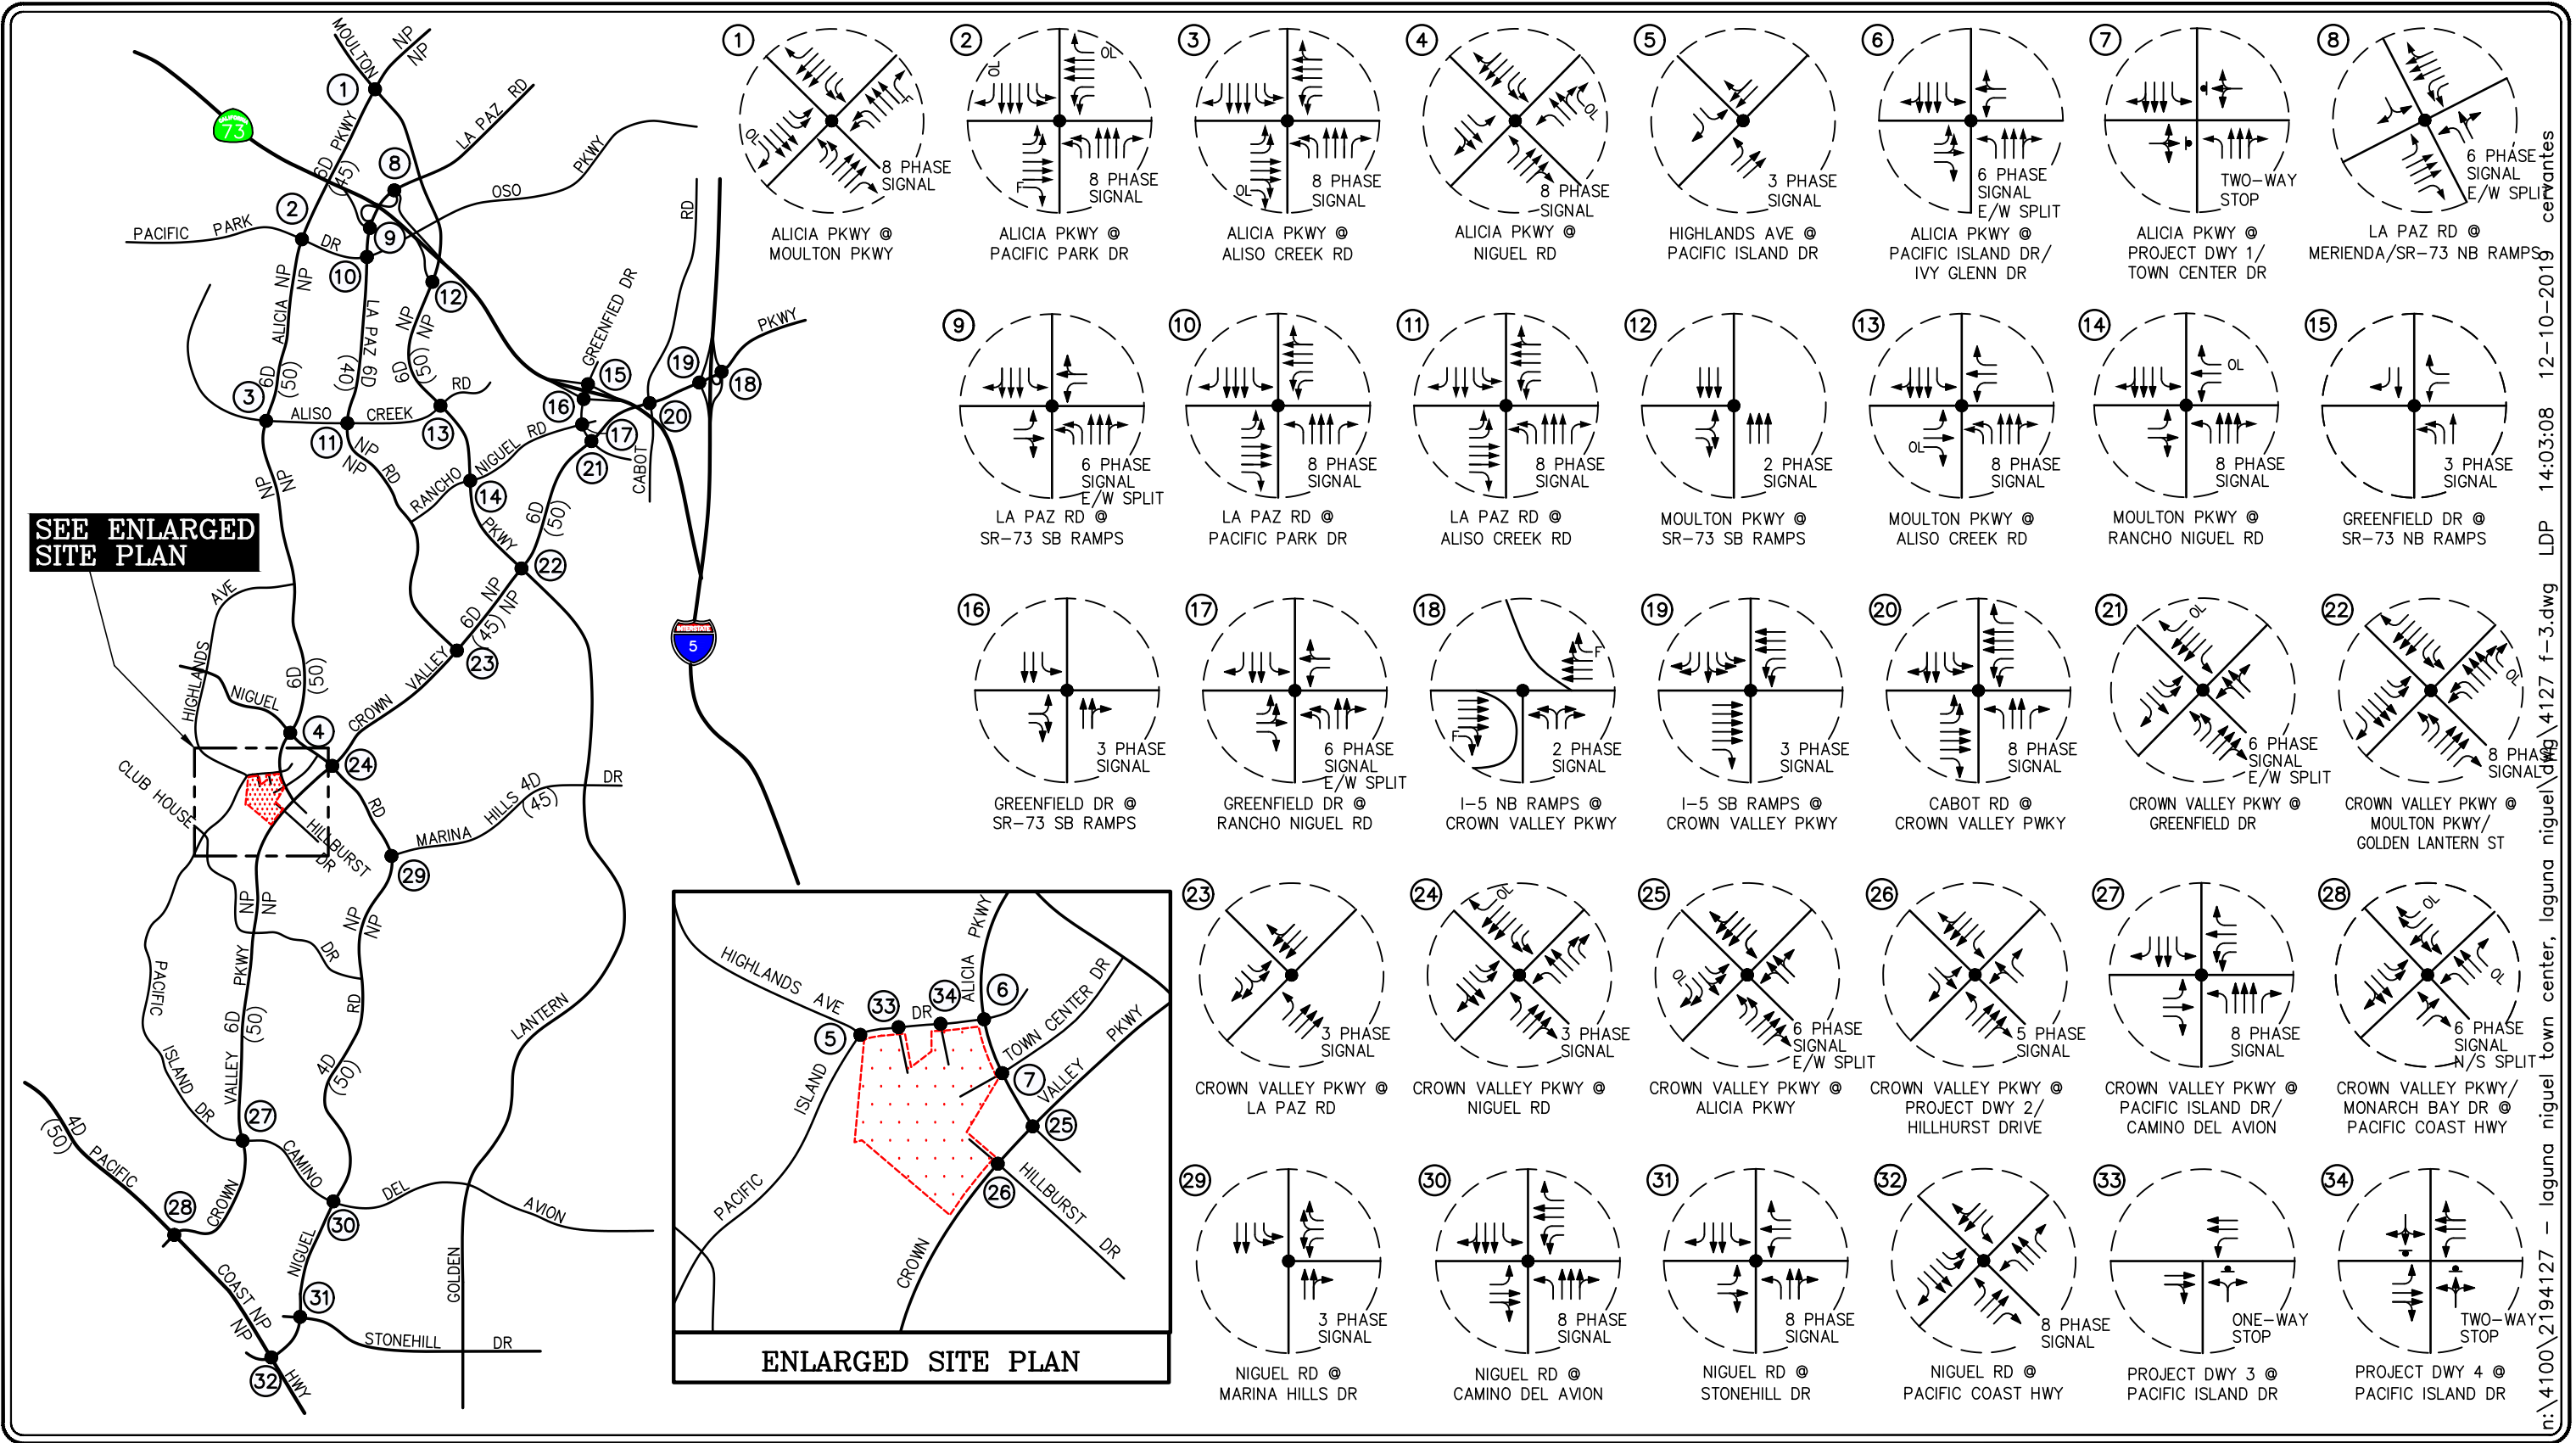 1
ALICIA PKWY @
MOULTON PKWY
8 PHASE
SIGNAL
OL
F
2
ALICIA PKWY @
PACIFIC PARK DR
8 PHASE
SIGNAL
OL
OL
F
3
ALICIA PKWY @
ALISO CREEK RD
8 PHASE
SIGNAL
OL
4
ALICIA PKWY @
NIGUEL RD
8 PHASE
SIGNAL
OL
5
HIGHLANDS AVE @
PACIFIC ISLAND DR
3 PHASE
SIGNAL
6
ALICIA PKWY @
PACIFIC ISLAND DR/
IVY GLENN DR
6 PHASE
SIGNAL
E/W SPLIT
7
ALICIA PKWY @
PROJECT DWY 1/
TOWN CENTER DR
TWO-WAY
STOP
8
LA PAZ RD @
MERIENDA/SR-73 NB RAMPS
6 PHASE
SIGNAL
E/W SPLIT
9
LA PAZ RD @
SR-73 SB RAMPS
6 PHASE
SIGNAL
E/W SPLIT
10
LA PAZ RD @
PACIFIC PARK DR
8 PHASE
SIGNAL
11
LA PAZ RD @
ALISO CREEK RD
8 PHASE
SIGNAL
12
MOULTON PKWY @
SR-73 SB RAMPS
2 PHASE
SIGNAL
13
MOULTON PKWY @
ALISO CREEK RD
8 PHASE
SIGNAL
OL
14
MOULTON PKWY @
RANCHO NIGUEL RD
8 PHASE
SIGNAL
OL
15
GREENFIELD DR @
SR-73 NB RAMPS
3 PHASE
SIGNAL
16
GREENFIELD DR @
SR-73 SB RAMPS
3 PHASE
SIGNAL
17
GREENFIELD DR @
RANCHO NIGUEL RD
6 PHASE
SIGNAL
E/W SPLIT
18
I-5 NB RAMPS @
CROWN VALLEY PKWY
2 PHASE
SIGNAL
F
F
19
I-5 SB RAMPS @
CROWN VALLEY PKWY
3 PHASE
SIGNAL
20
CABOT RD @
CROWN VALLEY PWKY
8 PHASE
SIGNAL
21
CROWN VALLEY PKWY @
GREENFIELD DR
6 PHASE
SIGNAL
E/W SPLIT
OL
22
CROWN VALLEY PKWY @
MOULTON PKWY/
GOLDEN LANTERN ST
8 PHASE
SIGNAL
OL
23
CROWN VALLEY PKWY @
LA PAZ RD
3 PHASE
SIGNAL
24
CROWN VALLEY PKWY @
NIGUEL RD
3 PHASE
SIGNAL
OL
25
CROWN VALLEY PKWY @
ALICIA PKWY
6 PHASE
SIGNAL
E/W SPLIT
OL
26
CROWN VALLEY PKWY @
PROJECT DWY 2/
HILLHURST DRIVE
5 PHASE
SIGNAL
27
CROWN VALLEY PKWY @
PACIFIC ISLAND DR/
CAMINO DEL AVION
8 PHASE
SIGNAL
28
CROWN VALLEY PKWY/
MONARCH BAY DR @
PACIFIC COAST HWY
6 PHASE
SIGNAL
N/S SPLIT
OL
OL
29
NIGUEL RD @
MARINA HILLS DR
3 PHASE
SIGNAL
30
NIGUEL RD @
CAMINO DEL AVION
8 PHASE
SIGNAL
31
NIGUEL RD @
STONEHILL DR
8 PHASE
SIGNAL
32
NIGUEL RD @
PACIFIC COAST HWY
8 PHASE
SIGNAL
33
PROJECT DWY 3 @
PACIFIC ISLAND DR
ONE-WAY
STOP
34
PROJECT DWY 4 @
PACIFIC ISLAND DR
TWO-WAY
STOP
MOULTON
NP
NP
1
CALIFORNIA
73
6D PKWY
(45)
8
LA PAZ RD
OSO PKWY
2
PACIFIC PARK DR
9
10
12
ALICIA NP
NP
6D
(50)
LA PAZ 6D
(40)
NP
NP
6D
(50)
3
ALISO CREEK RD
11
13
GREENFIELD DR
RD
PKWY
15
16
17
18
19
20
21
CABOT
NP
NP
NP
NP
RD
RANCHO NIGUEL RD
14
PKWY
6D
(50)
22
SEE ENLARGED
SITE PLAN
AVE
HIGHLANDS
NIGUEL
6D
(50)
4
6D NP
(45) NP
CROWN VALLEY
23
INTERSTATE
5
24
CLUB HOUSE
HILLBURST
DR
RD
MARINA HILLS 4D
(45)
DR
29
NP
NP
NP
NP
DR
PACIFIC
ISLAND
DR
PKWY
6D
(50)
VALLEY
RD
4D
(50)
LANTERN
27
CAMINO
DEL
AVION
4D
(50)
PACIFIC
28
CROWN
30
NIGUEL
GOLDEN
COAST NP
NP
31
STONEHILL DR
32
HWY
HIGHLANDS AVE
33
DR
34
ALICIA
PKWY
6
5
TOWN CENTER DR
7
VALLEY
PKWY
25
ISLAND
PACIFIC
26
HILLBURST
DR
CROWN
ENLARGED SITE PLAN
n:\4100\2194127 - laguna niguel town center, laguna niguel\dwg\4127 f-3.dwg LDP 14:03:08 12-10-2019 cervantes